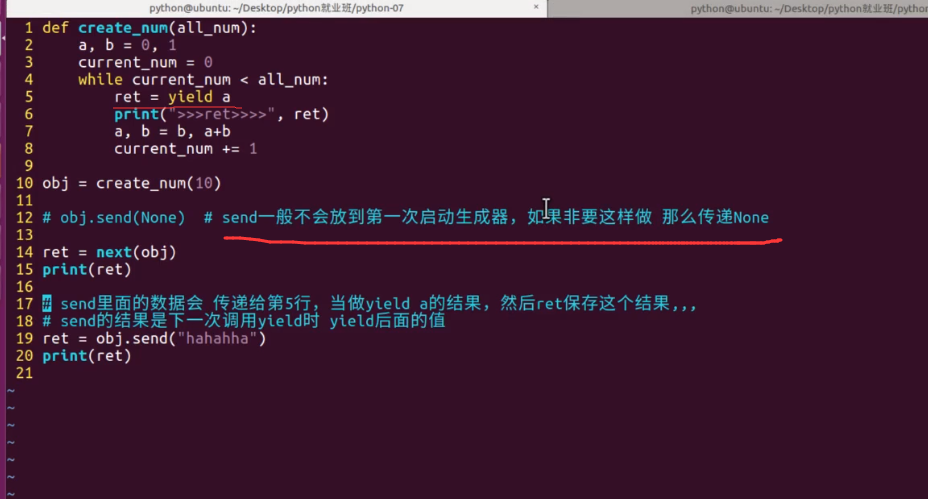 python@ubuntu: ~/Desktop/python就业班/python-07 × python@ubuntu: ~/Desktop/python就业班/python
1 def create_num(all_num):
2     a, b = 0, 1
3     current_num = 0
4     while current_num < all_num:
5         ret = yield a
6         print(">>>ret>>>>", ret)
7         a, b = b, a+b
8         current_num += 1
9
10 obj = create_num(10)
11
12 # obj.send(None)  # send一般不会放到第一次启动生成器，如果非要这样做 那么传递None
13
14 ret = next(obj)
15 print(ret)
16
17 # send里面的数据会 传递给第5行，当做yield a的结果，然后ret保存这个结果,,,
18 # send的结果是下一次调用yield时 yield后面的值
19 ret = obj.send("hahahha")
20 print(ret)
21
~
~
~
~
~
~
~